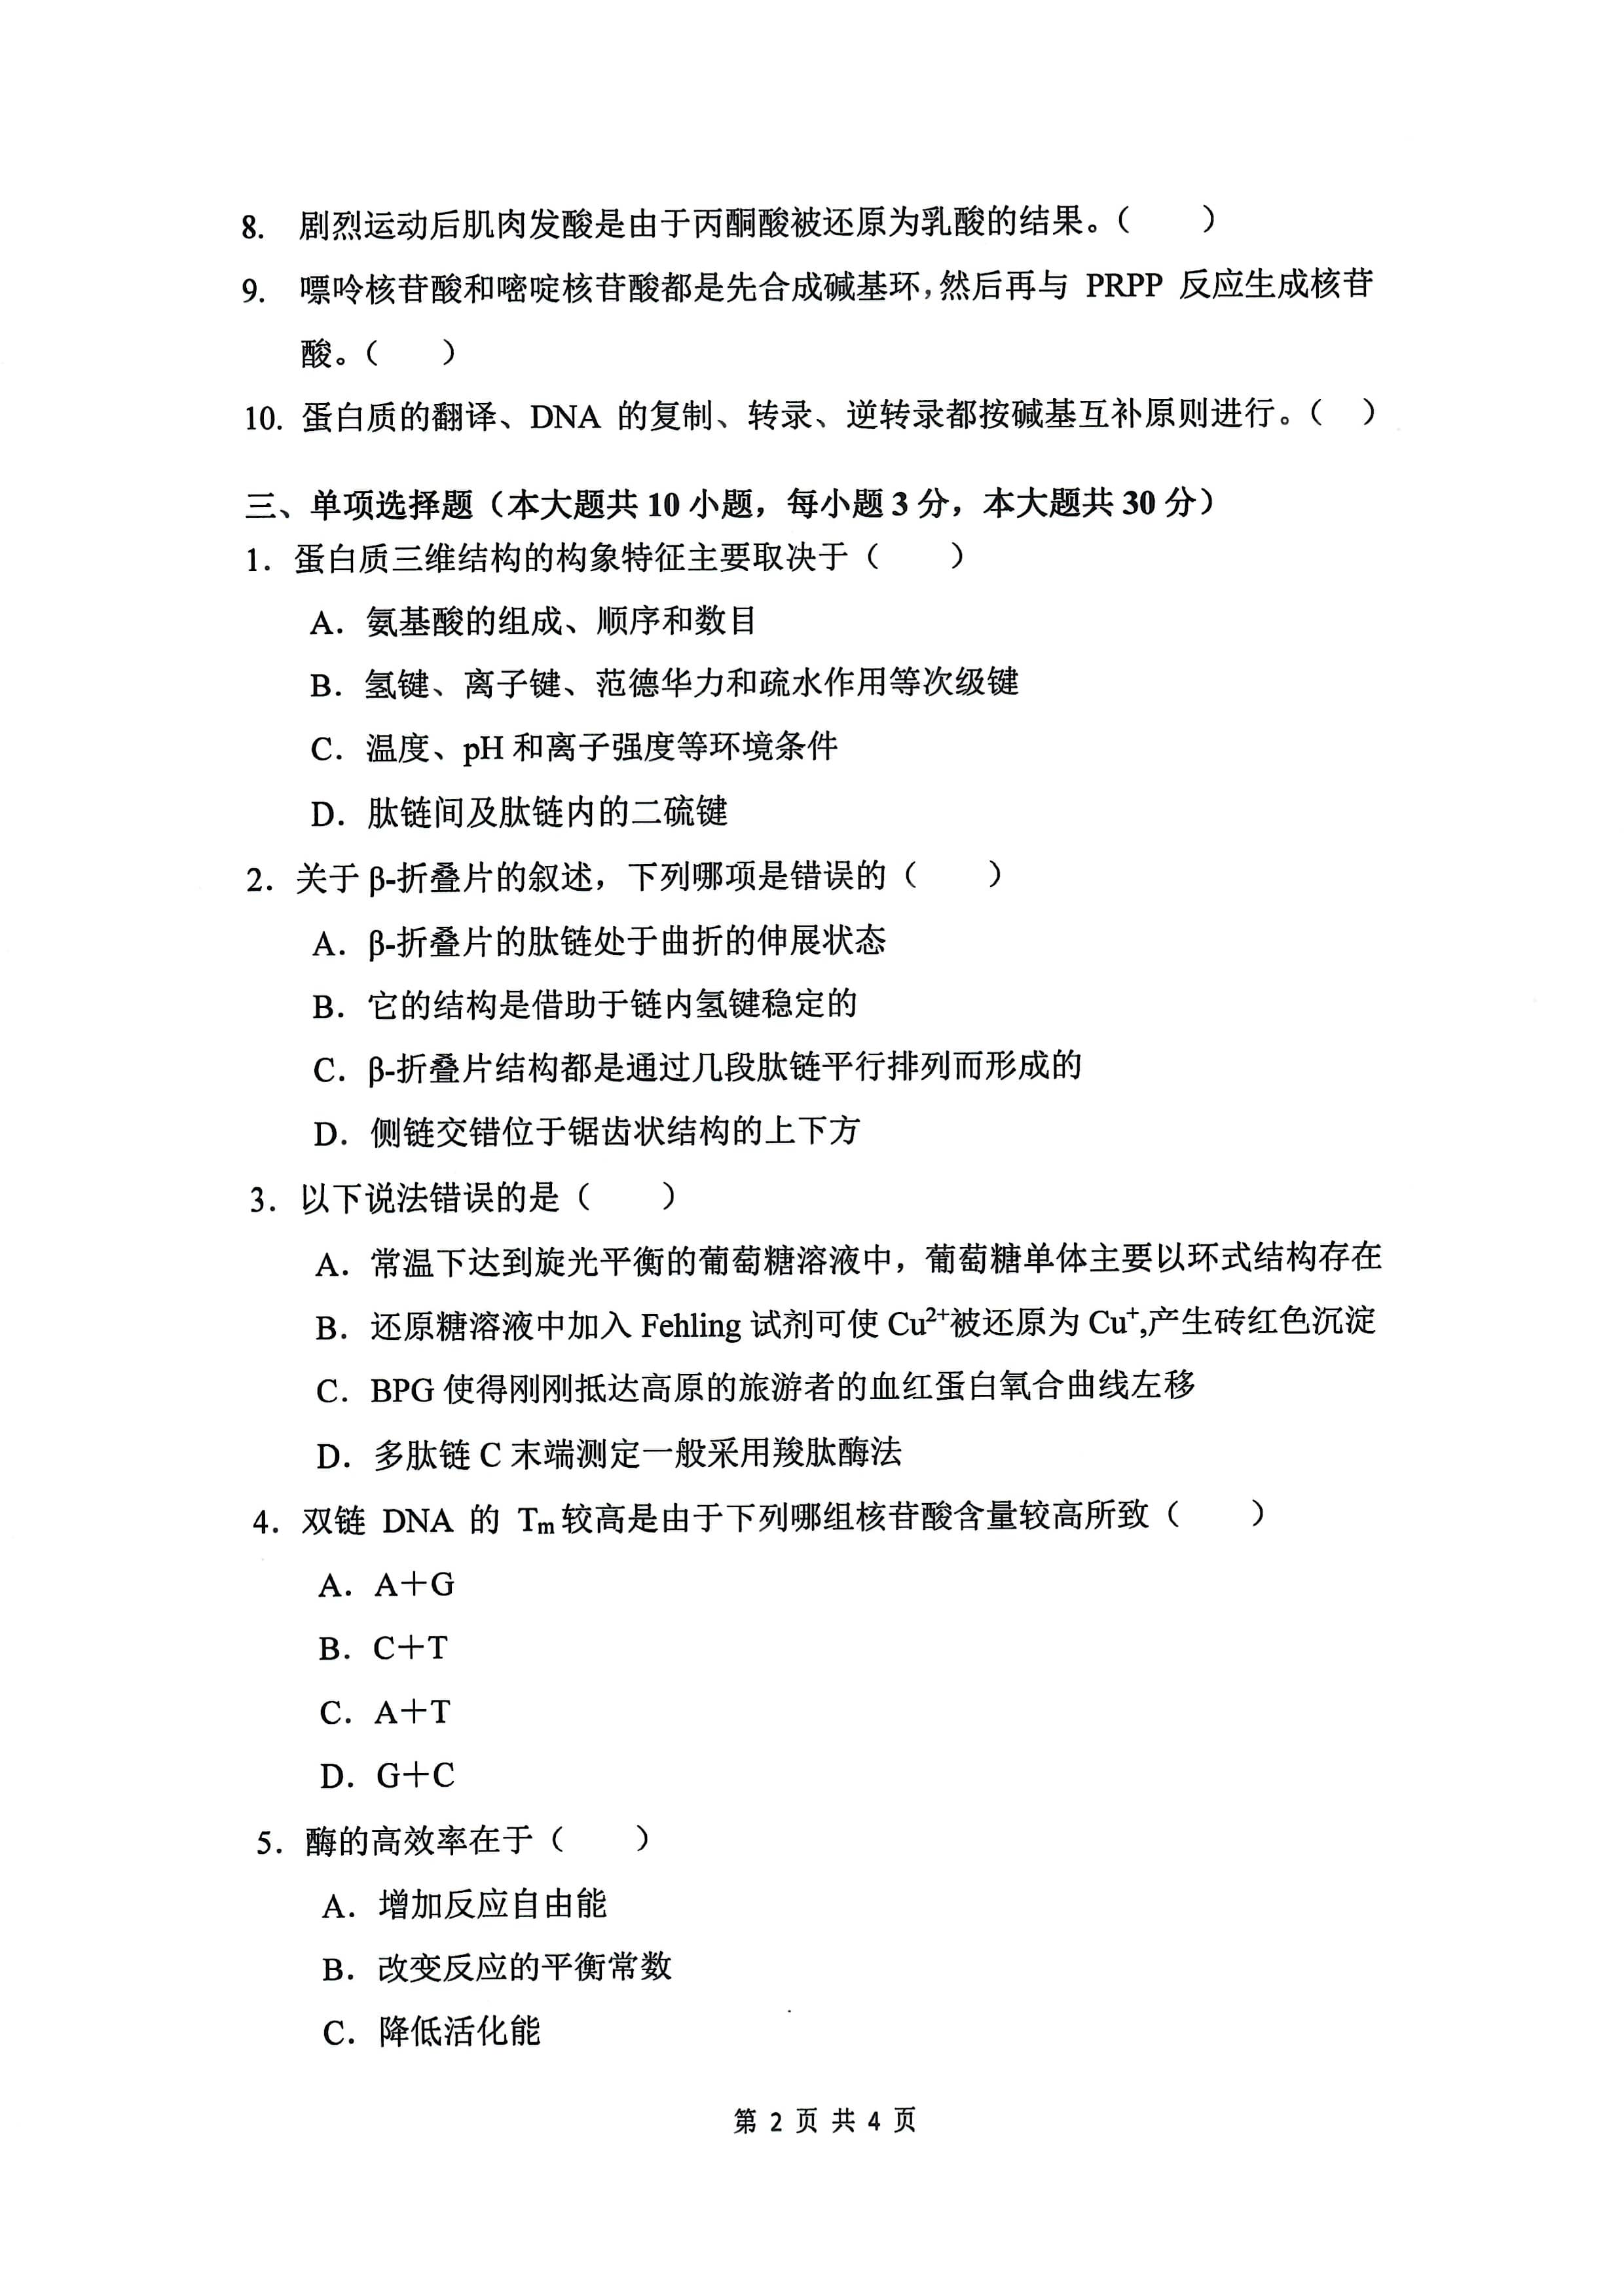 8. 剧烈运动后肌肉发酸是由于丙酮酸被还原为乳酸的结果。（　　）
9. 嘌呤核苷酸和嘧啶核苷酸都是先合成碱基环，然后再与 PRPP 反应生成核苷
酸。（　　）
10. 蛋白质的翻译、DNA 的复制、转录、逆转录都按碱基互补原则进行。（　）
三、单项选择题（本大题共 10 小题，每小题 3 分，本大题共 30 分）
1. 蛋白质三维结构的构象特征主要取决于（　　）
A. 氨基酸的组成、顺序和数目
B. 氢键、离子键、范德华力和疏水作用等次级键
C. 温度、pH 和离子强度等环境条件
D. 肽链间及肽链内的二硫键
2. 关于 β-折叠片的叙述，下列哪项是错误的（　　）
A. β-折叠片的肽链处于曲折的伸展状态
B. 它的结构是借助于链内氢键稳定的
C. β-折叠片结构都是通过几段肽链平行排列而形成的
D. 侧链交错位于锯齿状结构的上下方
3. 以下说法错误的是（　　）
A. 常温下达到旋光平衡的葡萄糖溶液中，葡萄糖单体主要以环式结构存在
B. 还原糖溶液中加入 Fehling 试剂可使 Cu²⁺被还原为 Cu⁺,产生砖红色沉淀
C. BPG 使得刚刚抵达高原的旅游者的血红蛋白氧合曲线左移
D. 多肽链 C 末端测定一般采用羧肽酶法
4. 双链 DNA 的 Tm 较高是由于下列哪组核苷酸含量较高所致（　　）
A. A＋G
B. C＋T
C. A＋T
D. G＋C
5. 酶的高效率在于（　　）
A. 增加反应自由能
B. 改变反应的平衡常数
C. 降低活化能
第 2 页 共 4 页